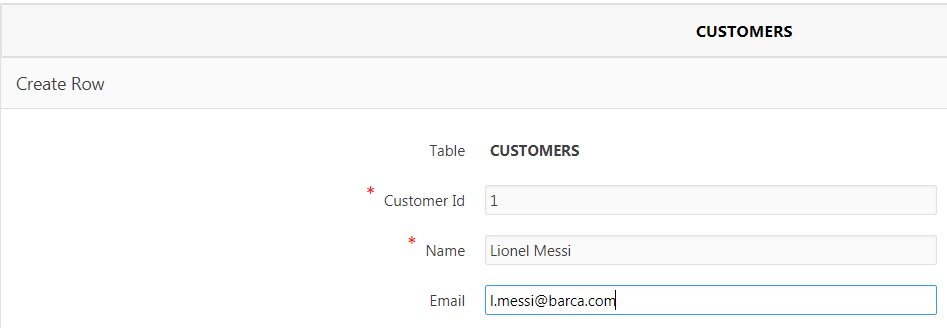 CUSTOMERS
Create Row
Table CUSTOMERS
* Customer Id 1
* Name Lionel Messi
Email l.messi@barca.com